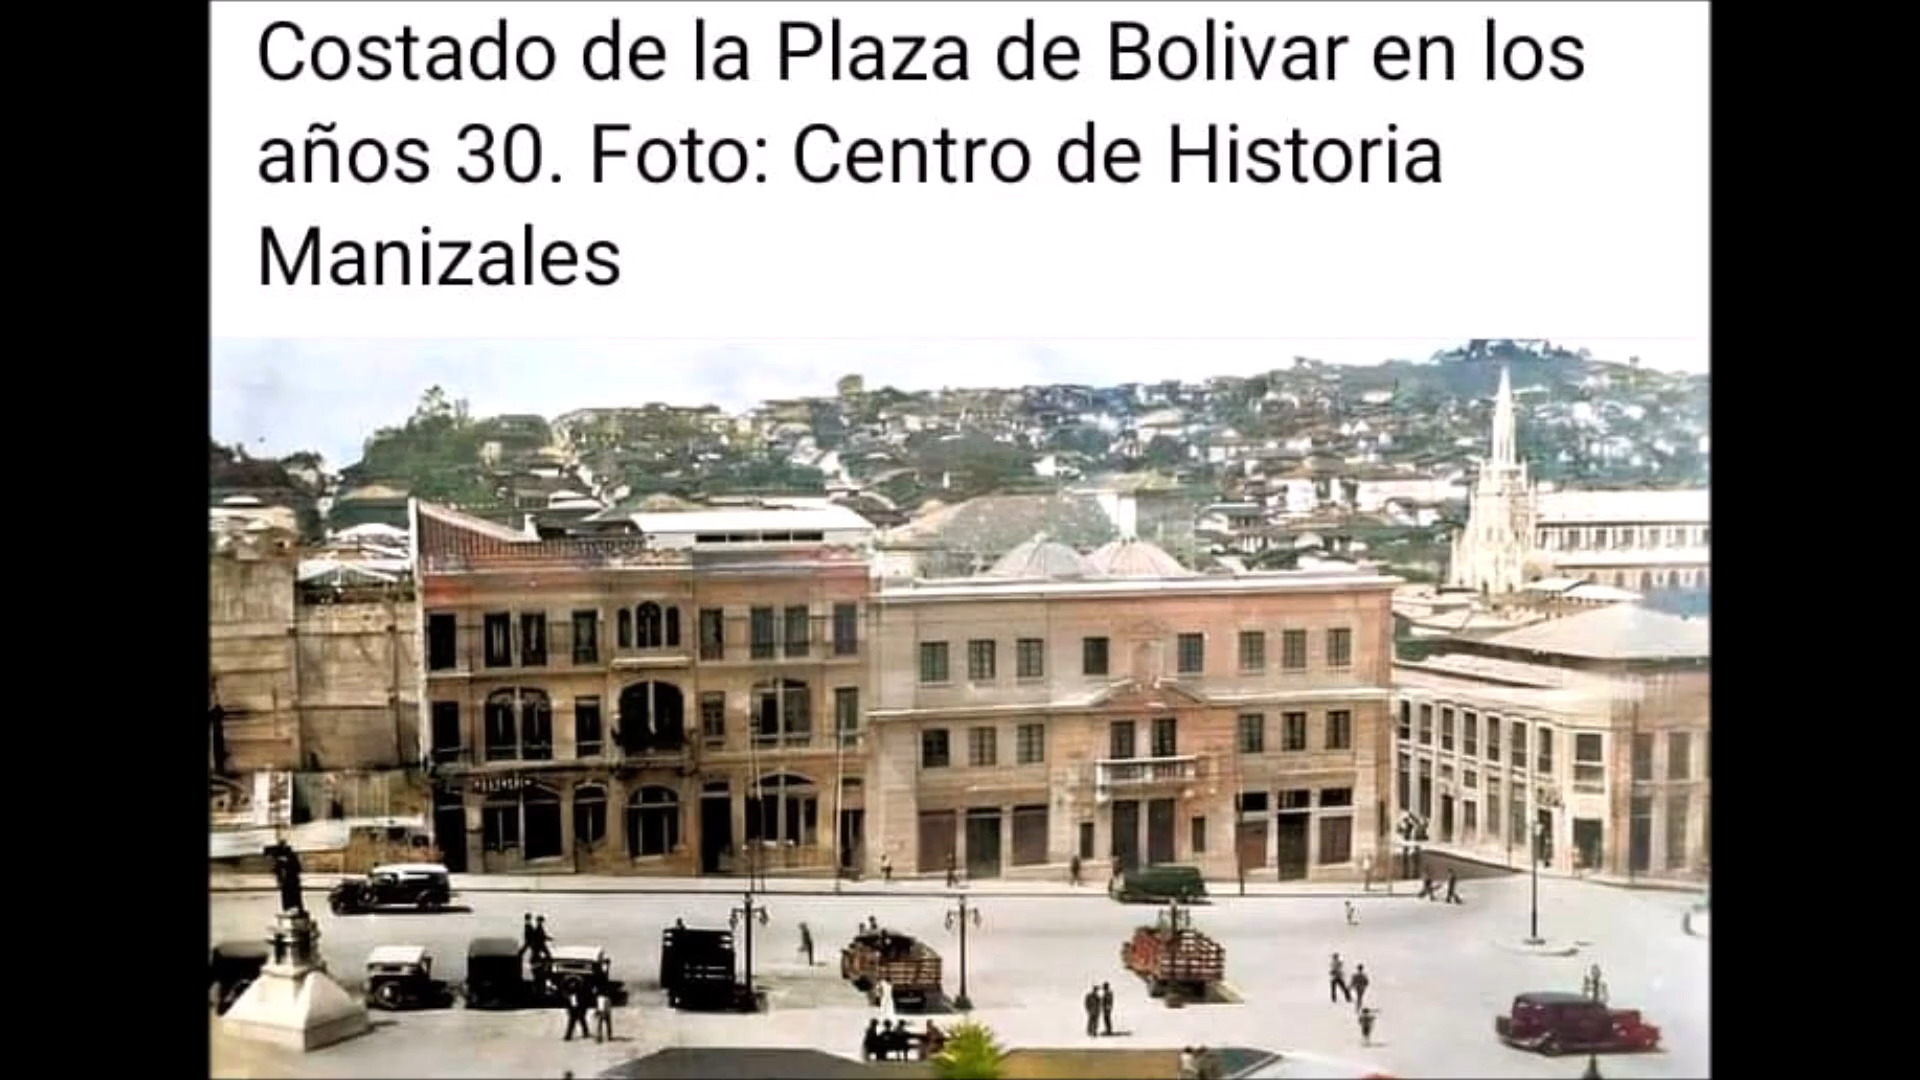 Costado de la Plaza de Bolivar en los
años 30. Foto: Centro de Historia
Manizales